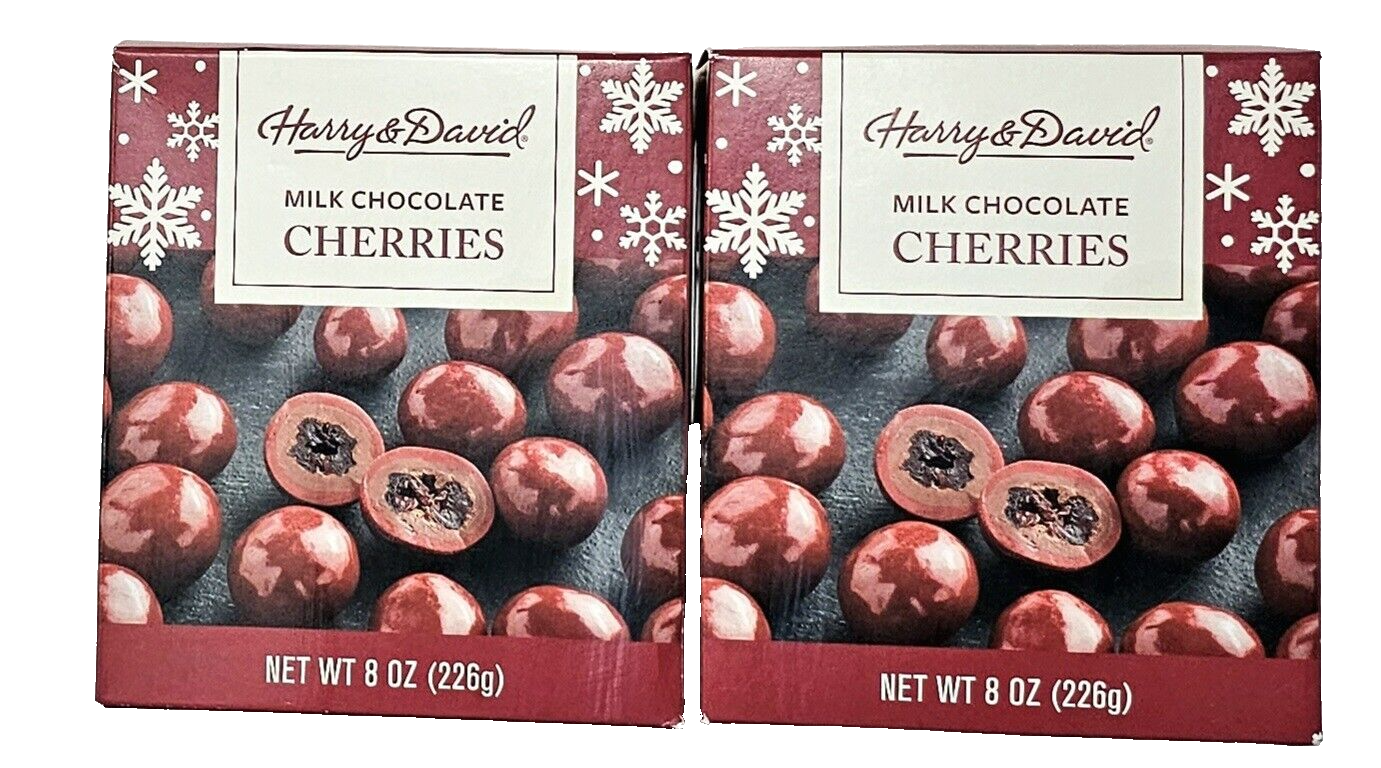 Harry & David®
MILK CHOCOLATE
CHERRIES
NET WT 8 OZ (226g)
Harry & David®
MILK CHOCOLATE
CHERRIES
NET WT 8 OZ (226g)